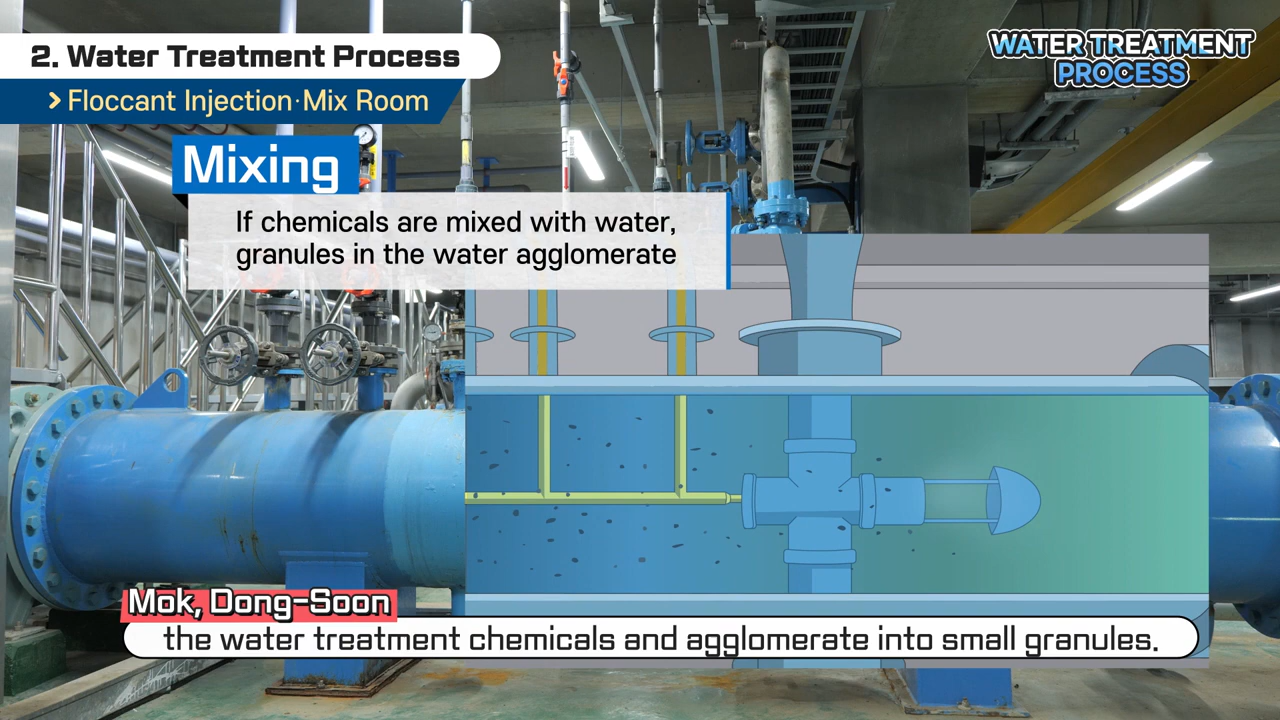 2. Water Treatment Process
> Floccant Injection·Mix Room
WATER TREATMENT
PROCESS
Mixing
If chemicals are mixed with water,
granules in the water agglomerate
Mok, Dong-Soon
the water treatment chemicals and agglomerate into small granules.